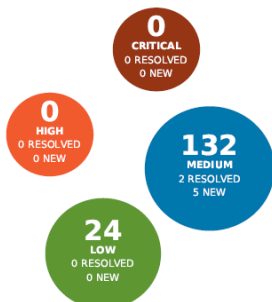 0
CRITICAL
0 RESOLVED
0 NEW
0
HIGH
0 RESOLVED
0 NEW
132
MEDIUM
2 RESOLVED
5 NEW
24
LOW
0 RESOLVED
0 NEW